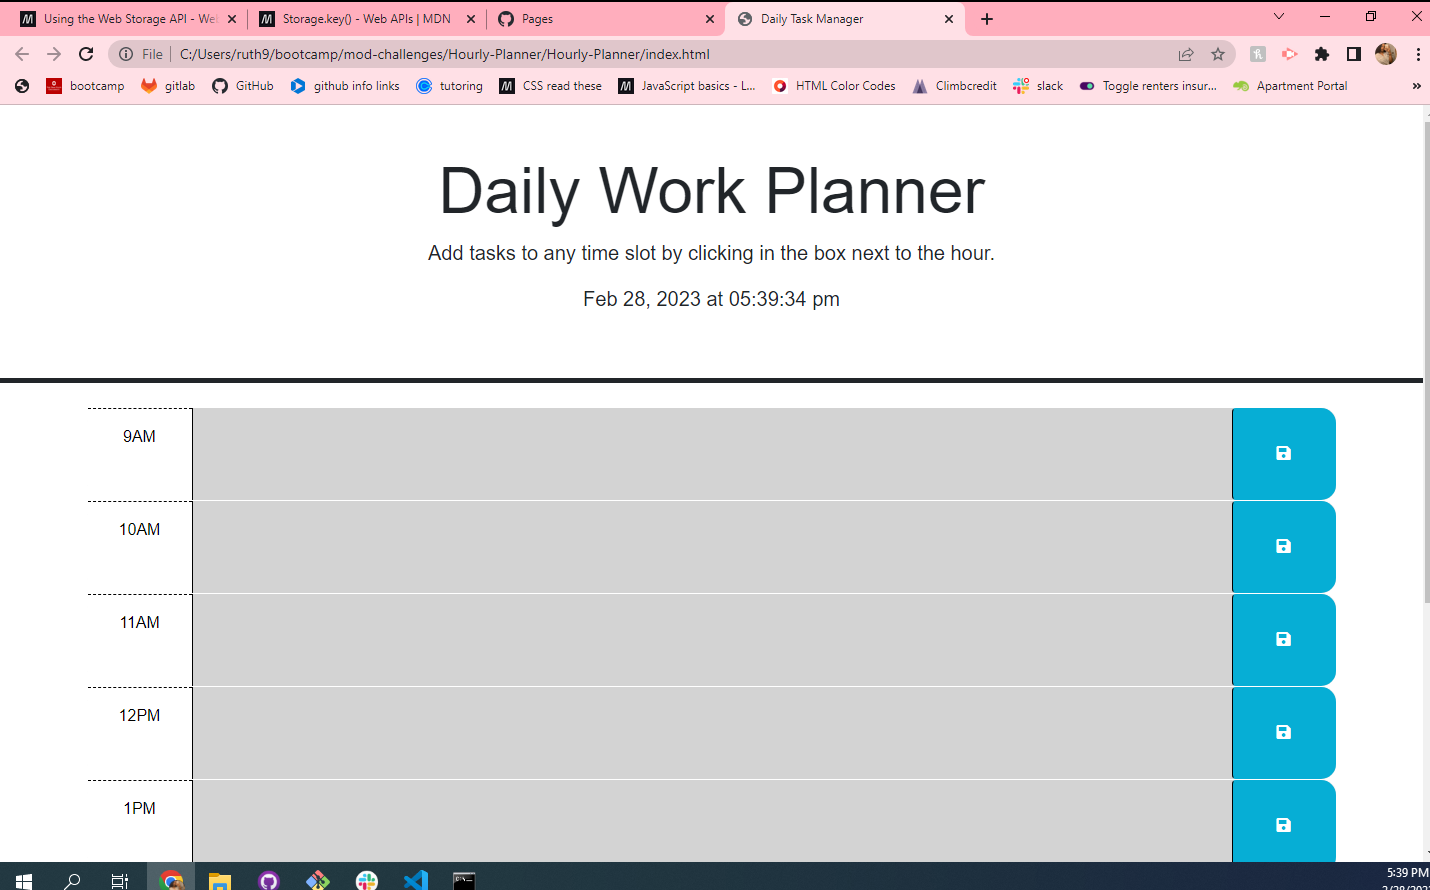 Using the Web Storage API - Web
Storage.key() - Web APIs | MDN
Pages
Daily Task Manager
File
C:/Users/ruth9/bootcamp/mod-challenges/Hourly-Planner/Hourly-Planner/index.html
bootcamp
gitlab
GitHub
github info links
tutoring
CSS read these
JavaScript basics - L...
HTML Color Codes
Climbcredit
slack
Toggle renters insur...
Apartment Portal
»
Daily Work Planner
Add tasks to any time slot by clicking in the box next to the hour.
Feb 28, 2023 at 05:39:34 pm
9AM
10AM
11AM
12PM
1PM
5:39 PM